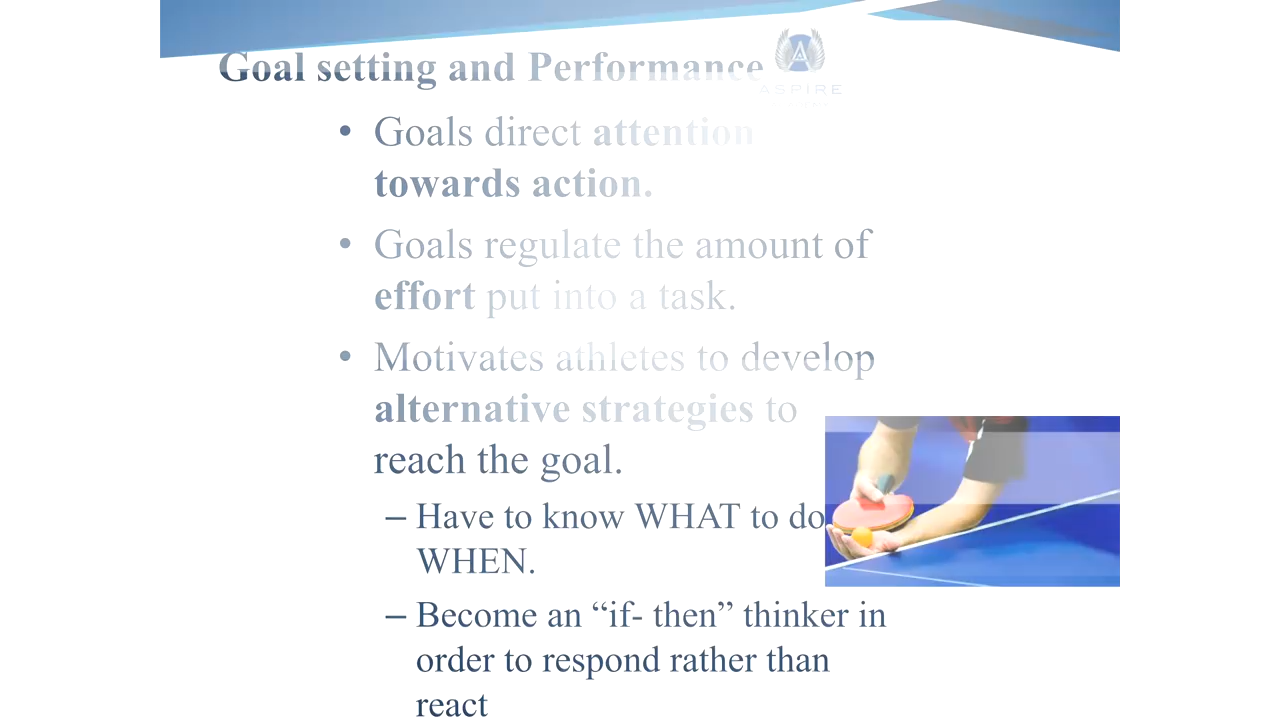 Goal setting and Performance
ASPIRE
• Goals direct attention
towards action.
• Goals regulate the amount of
effort put into a task.
• Motivates athletes to develop
alternative strategies to
reach the goal.
– Have to know WHAT to do
WHEN.
– Become an “if- then” thinker in
order to respond rather than
react